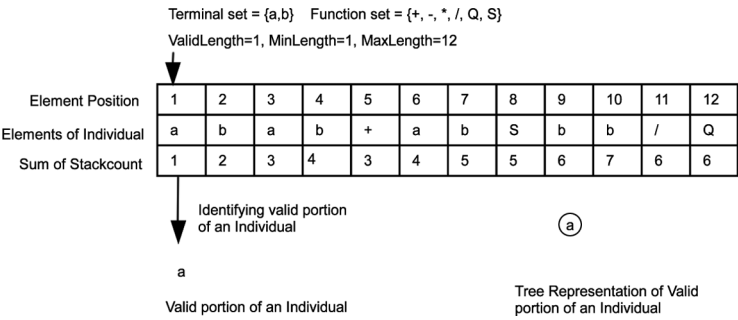 Terminal set = {a,b}    Function set = {+, -, *, /, Q, S}
ValidLength=1, MinLength=1, MaxLength=12
Element Position 1 2 3 4 5 6 7 8 9 10 11 12
Elements of Individual a b a b + a b S b b / Q
Sum of Stackcount 1 2 3 4 3 4 5 5 6 7 6 6
Identifying valid portion
of an Individual
a
a
Valid portion of an Individual
Tree Representation of Valid
portion of an Individual